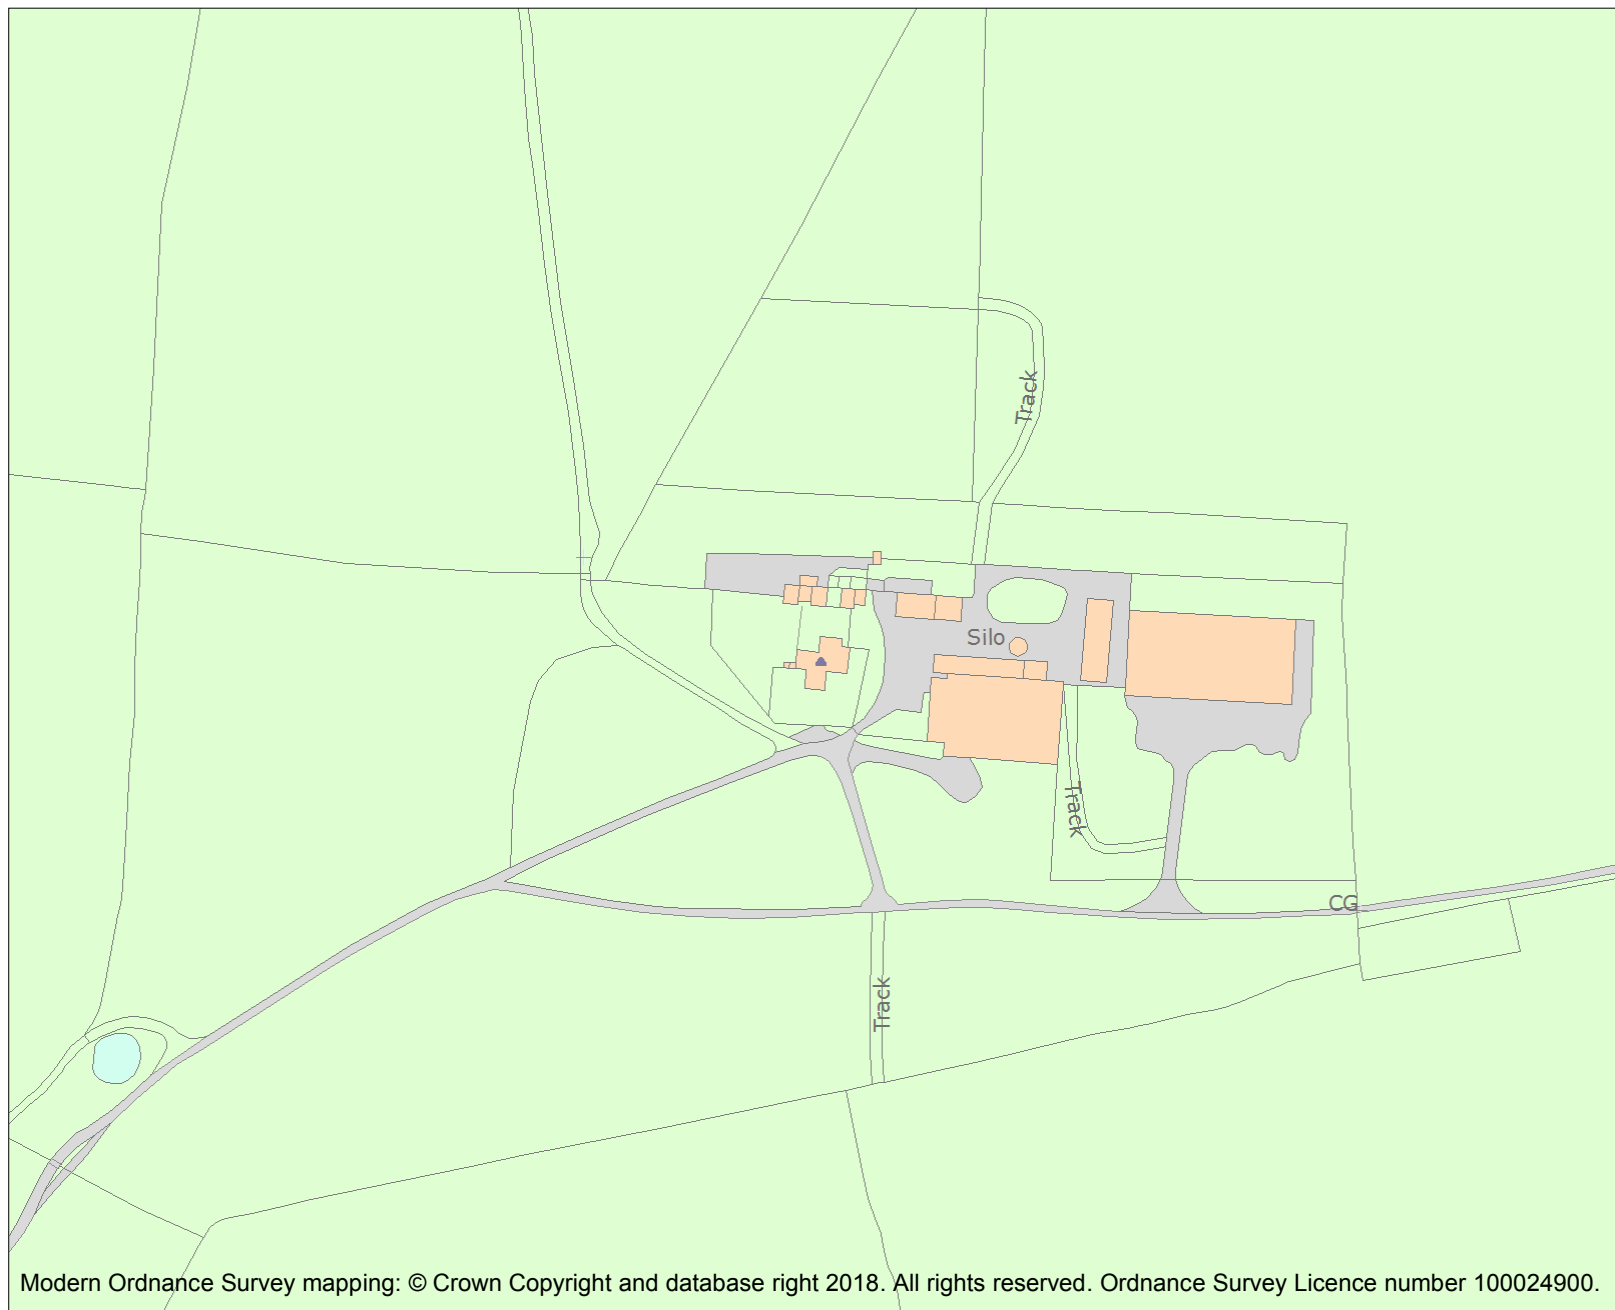 Track
Silo
Track
CG
Track
Modern Ordnance Survey mapping: © Crown Copyright and database right 2018. All rights reserved. Ordnance Survey Licence number 100024900.